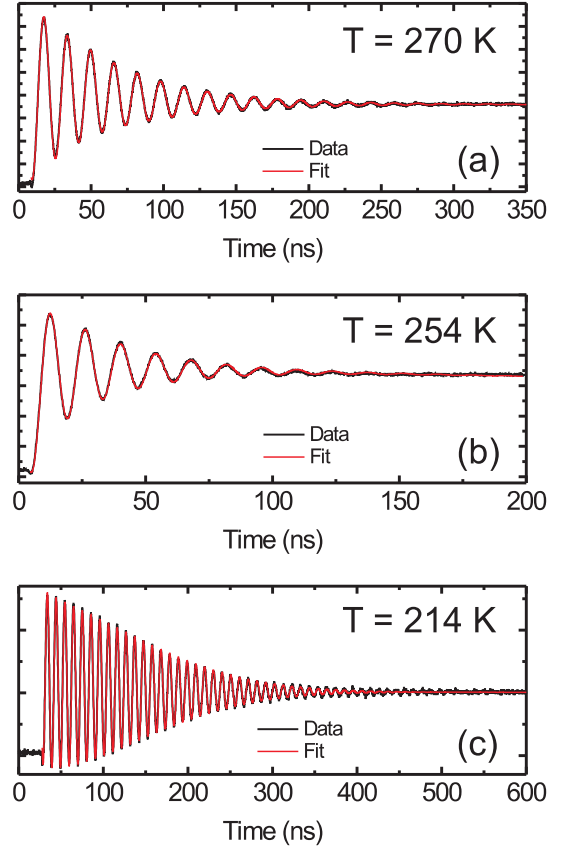 T = 270 K
Data
Fit
(a)
0 50 100 150 200 250 300 350
Time (ns)
T = 254 K
Data
Fit
(b)
0 50 100 150 200
Time (ns)
T = 214 K
Data
Fit
(c)
0 100 200 300 400 500 600
Time (ns)